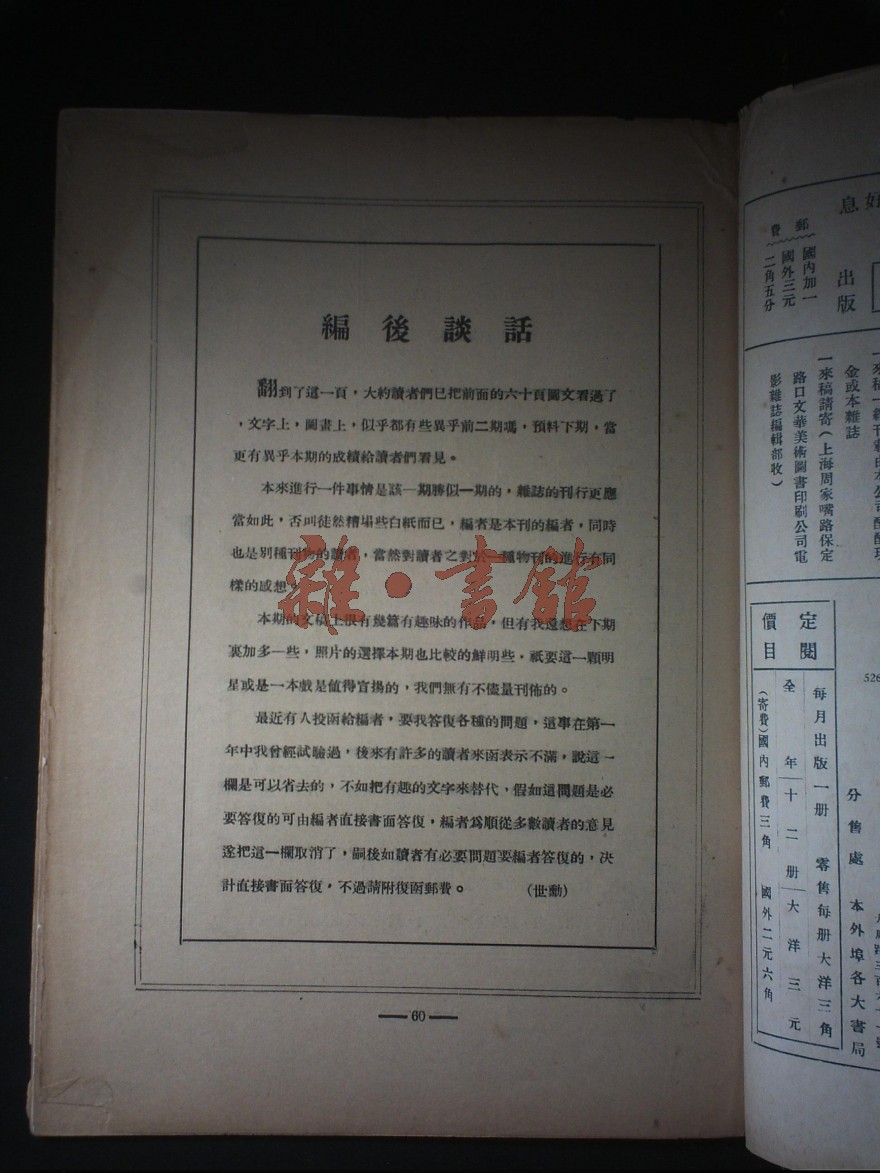 編後談話
翻到了這一頁，大約讀者們已把前面的六十頁圖文看過了
，文字上，圖畫上，似乎都有些異乎前二期嗎，預料下期，當
更有異乎本期的成績給讀者們看見。
本來進行一件事情是該一期勝似一期的，雜誌的刊行更應
當如此，否叫徒然糟塲些白紙而已，編者是本刊的編者，同時
也是別種刊物的讀者，當然對讀者之對於一種物刊的進行有同
樣的感想。
本期的文稿上很有幾篇有趣味的作品，但有我還想在下期
裏加多一些，照片的選擇本期也比較的鮮明些，祇要這一顆明
星或是一本戲是值得宣揚的，我們無有不儘量刊佈的。
最近有人投函給編者，要我答復各種的問題，這事在第一
年中我曾經試驗過，後來有許多的讀者來函表示不滿，說這一
欄是可以省去的，不如把有趣的文字來替代，假如這問題是必
要答復的可由編者直接書面答復，編者爲順從多數讀者的意見
遂把這一欄取消了，嗣後如讀者有必要問題要編者答復的，决
計直接書面答復，不過請附復函郵費。　（世勳）
60
雜·書館
息
出版
郵費
國內加一
國外三元
二角五分
金或本雜誌
一來稿請寄（上海周家嘴路保定
路口文華美術圖書印刷公司電
影雜誌編輯部收）
定閱價目
每月出版一册　零售每册大洋三角
全年十二册大洋三元
（寄費）國內郵費三角　國外二元六角
526
分售處　本外埠各大書局